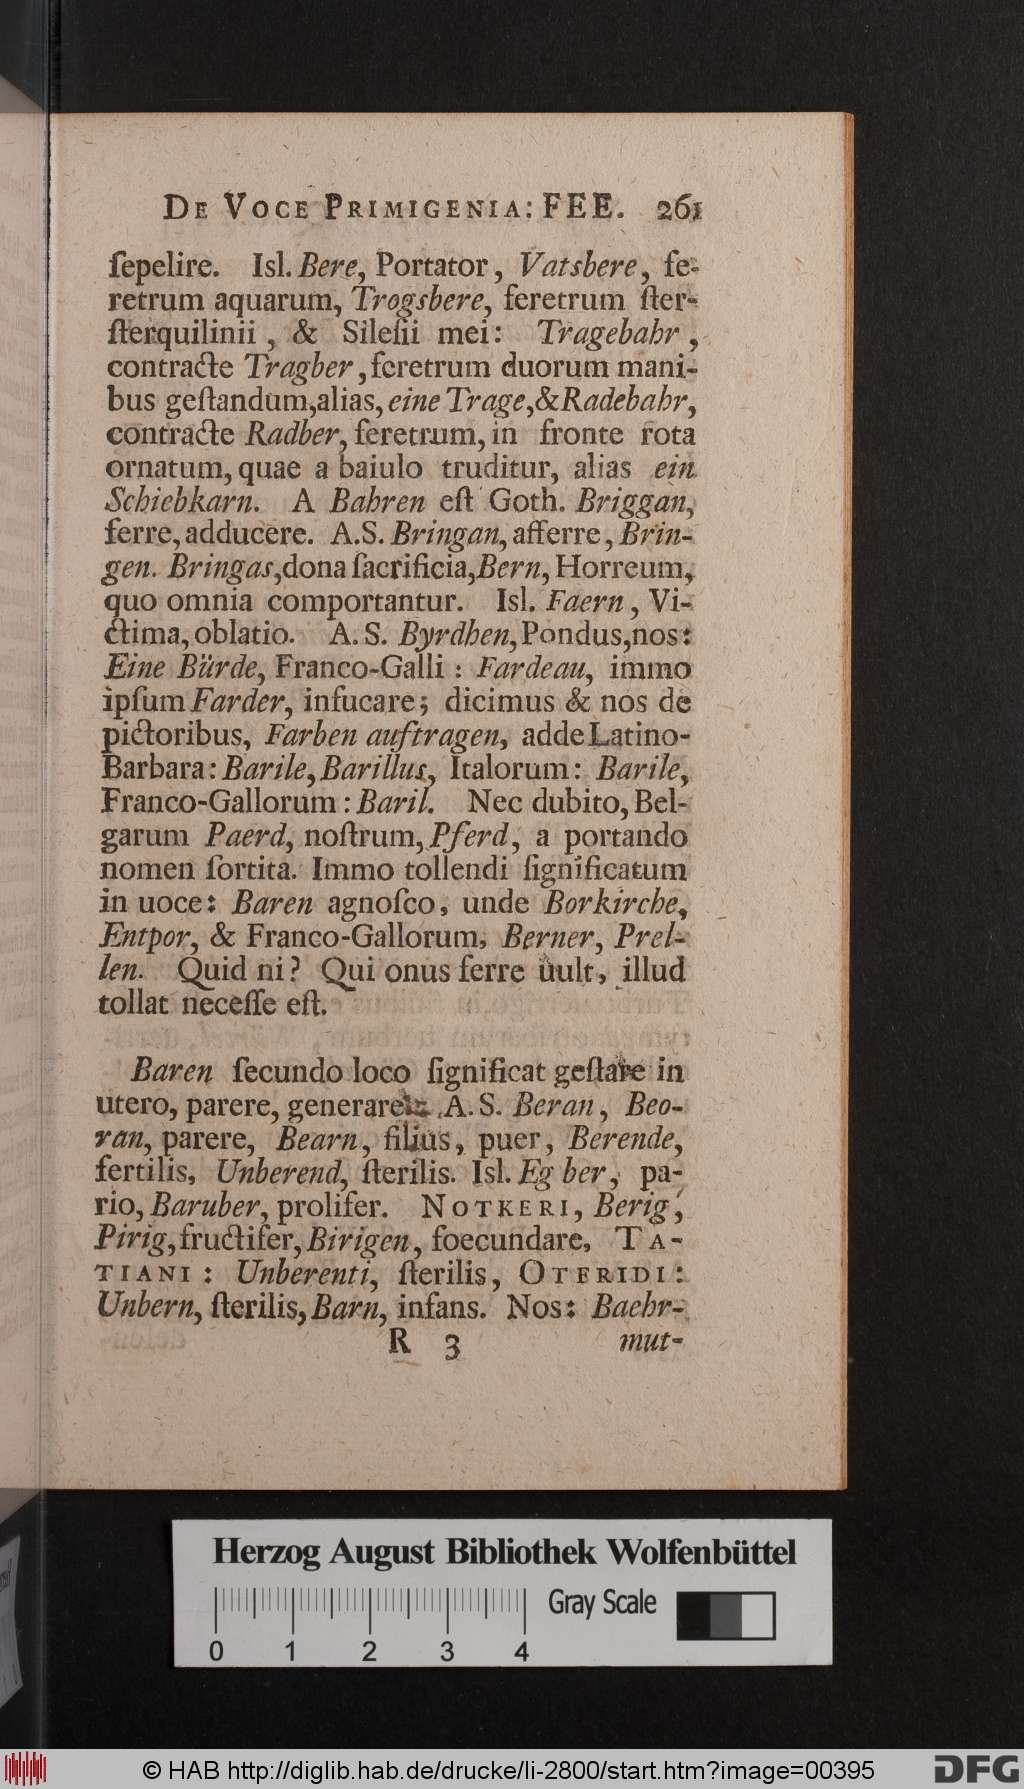 DE VOCE PRIMIGENIA: FEE. 261
ſepelire. Isl. Bere, Portator, Vatsbere, fe-
retrum aquarum, Trogsbere, feretrum ſter-
ſterquilinii, & Sileſii mei: Tragebahr,
contracte Tragber, feretrum duorum mani-
bus geſtandum, alias, eine Trage, & Radebahr,
contracte Radber, feretrum, in fronte rota
ornatum, quae a baiulo truditur, alias ein
Schiebkarn. A Bahren eſt Goth. Briggan,
ferre, adducere. A.S. Bringan, afferre, Brin-
gen. Bringas, dona ſacrificia, Bern, Horreum,
quo omnia comportantur. Isl. Faern, Vi-
ctima, oblatio. A. S. Byrdhen, Pondus, nos:
Eine Bürde, Franco-Galli: Fardeau, immo
ipſum Farder, infucare; dicimus & nos de
pictoribus, Farben auftragen, adde Latino-
Barbara: Barile, Barillus, Italorum: Barile,
Franco-Gallorum: Baril. Nec dubito, Bel-
garum Paerd, noſtrum, Pferd, a portando
nomen ſortita. Immo tollendi ſignificatum
in uoce: Baren agnoſco, unde Borkirche,
Entpor, & Franco-Gallorum, Berner, Prel-
len. Quid ni? Qui onus ferre uult, illud
tollat neceſſe eſt.
Baren ſecundo loco ſignificat geſtare in
utero, parere, generare: A. S. Beran, Beo-
ran, parere, Bearn, filius, puer, Berende,
fertilis, Unberend, ſterilis. Isl. Eg ber, pa-
rio, Baruber, prolifer. NOTKERI, Berig,
Pirig, fructifer, Birigen, foecundare, TA-
TIANI: Unberenti, ſterilis, OTFRIDI:
Unbern, ſterilis, Barn, infans. Nos: Baehr-
R 3 mut-
Herzog August Bibliothek Wolfenbüttel
Gray Scale
0 1 2 3 4
© HAB http://diglib.hab.de/drucke/li-2800/start.htm?image=00395
DFG